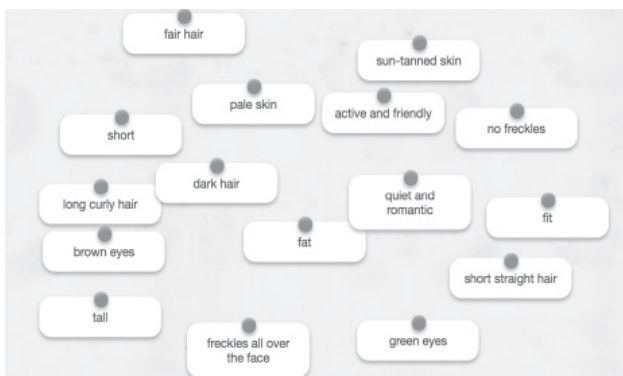 fair hair
sun-tanned skin
pale skin
active and friendly
no freckles
short
dark hair
long curly hair
quiet and
romantic
fit
fat
brown eyes
short straight hair
tall
freckles all over
the face
green eyes